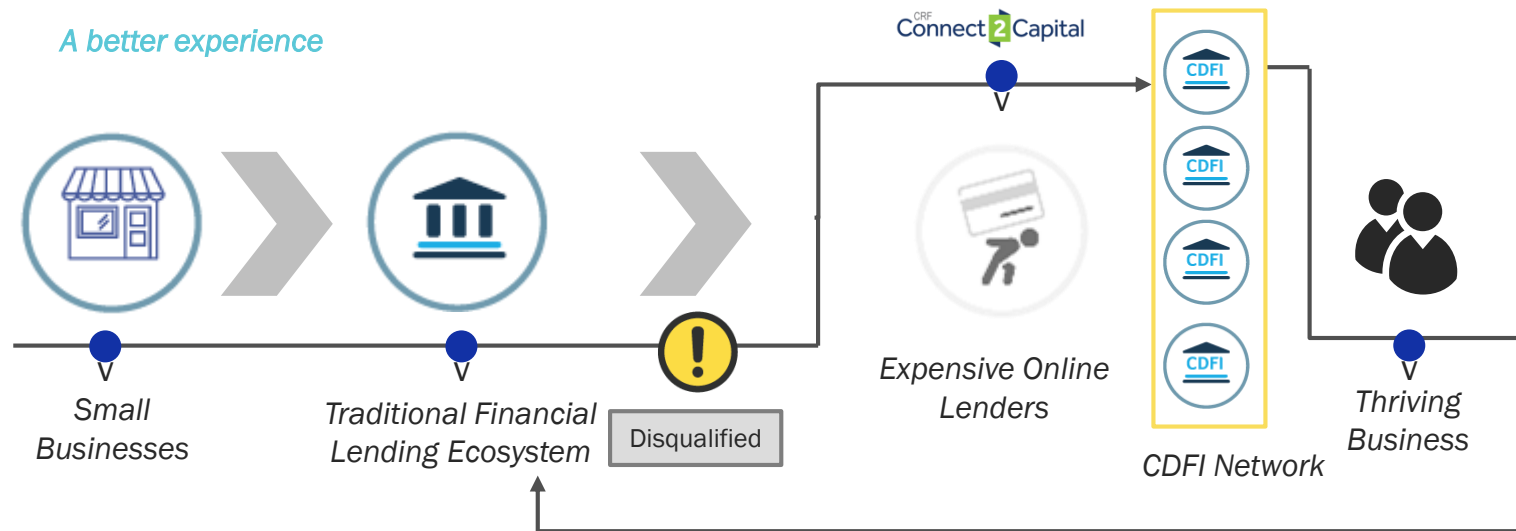 A better experience
CRF
Connect2Capital
CDFI
CDFI
CDFI
CDFI
V
V
V
V
Small
Businesses
Traditional Financial
Lending Ecosystem
Disqualified
Expensive Online
Lenders
CDFI Network
Thriving
Business